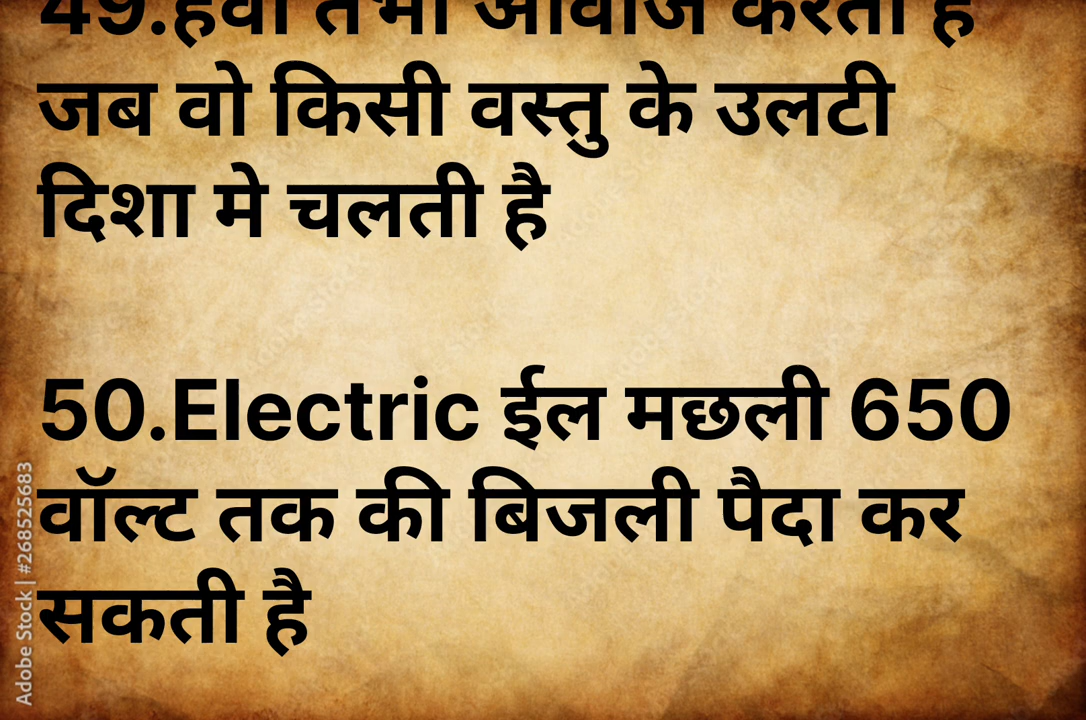 49.हवा तभी आवाज करती है
जब वो किसी वस्तु के उलटी
दिशा मे चलती है
50.Electric ईल मछली 650
वॉल्ट तक की बिजली पैदा कर
सकती है
Adobe Stock | #268525683